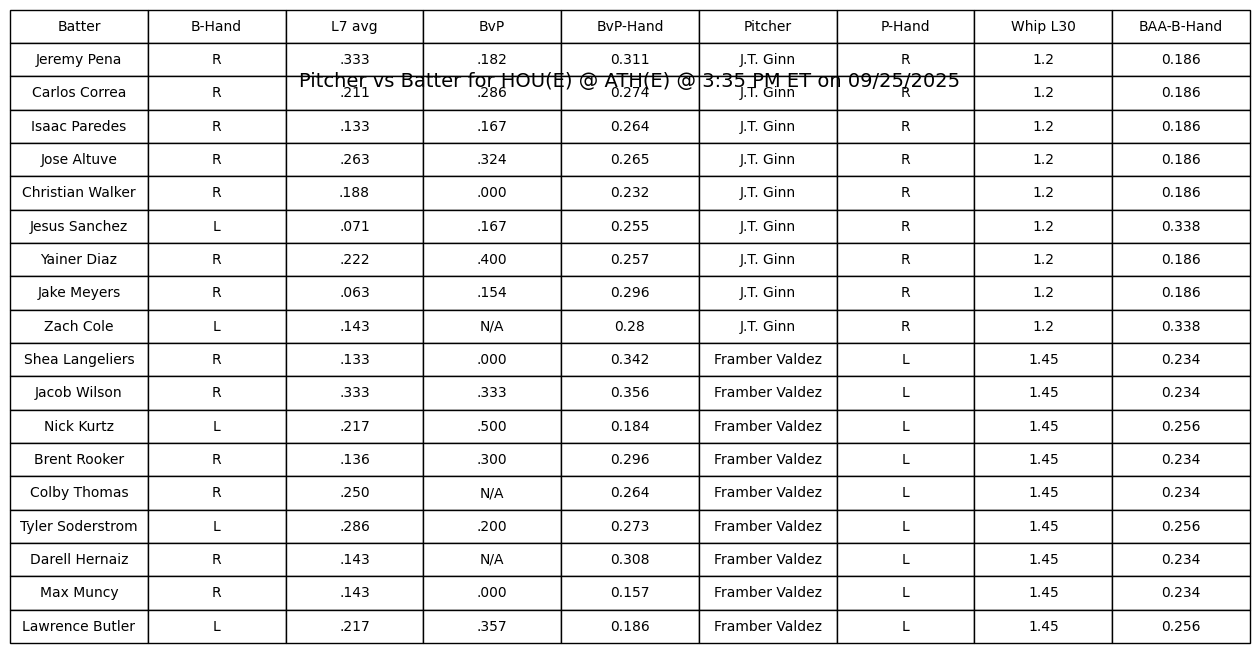 Batter B-Hand L7 avg BvP BvP-Hand Pitcher P-Hand Whip L30 BAA-B-Hand
Jeremy Pena R .333 .182 0.311 J.T. Ginn R 1.2 0.186
Pitcher vs Batter for HOU(E) @ ATH(E) @ 3:35 PM ET on 09/25/2025
Carlos Correa R .211 .286 0.274 J.T. Ginn R 1.2 0.186
Isaac Paredes R .133 .167 0.264 J.T. Ginn R 1.2 0.186
Jose Altuve R .263 .324 0.265 J.T. Ginn R 1.2 0.186
Christian Walker R .188 .000 0.232 J.T. Ginn R 1.2 0.186
Jesus Sanchez L .071 .167 0.255 J.T. Ginn R 1.2 0.338
Yainer Diaz R .222 .400 0.257 J.T. Ginn R 1.2 0.186
Jake Meyers R .063 .154 0.296 J.T. Ginn R 1.2 0.186
Zach Cole L .143 N/A 0.28 J.T. Ginn R 1.2 0.338
Shea Langeliers R .133 .000 0.342 Framber Valdez L 1.45 0.234
Jacob Wilson R .333 .333 0.356 Framber Valdez L 1.45 0.234
Nick Kurtz L .217 .500 0.184 Framber Valdez L 1.45 0.256
Brent Rooker R .136 .300 0.296 Framber Valdez L 1.45 0.234
Colby Thomas R .250 N/A 0.264 Framber Valdez L 1.45 0.234
Tyler Soderstrom L .286 .200 0.273 Framber Valdez L 1.45 0.256
Darell Hernaiz R .143 N/A 0.308 Framber Valdez L 1.45 0.234
Max Muncy R .143 .000 0.157 Framber Valdez L 1.45 0.234
Lawrence Butler L .217 .357 0.186 Framber Valdez L 1.45 0.256